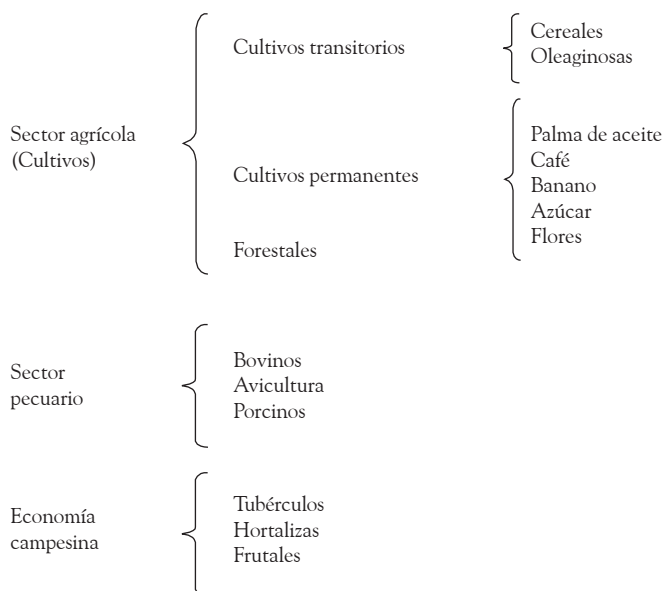 Sector agrícola
(Cultivos)
Cultivos transitorios
Cereales
Oleaginosas
Cultivos permanentes
Palma de aceite
Café
Banano
Azúcar
Flores
Forestales
Sector
pecuario
Bovinos
Avicultura
Porcinos
Economía
campesina
Tubérculos
Hortalizas
Frutales